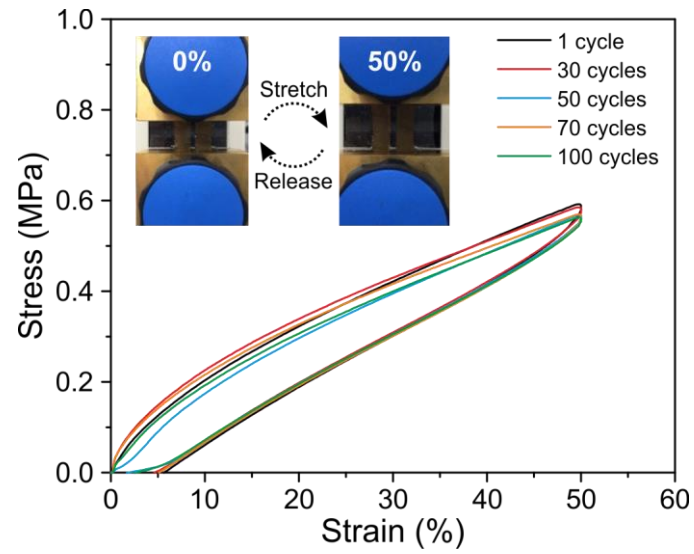 1.0
0.8
0.6
0.4
0.2
0.0
Stress (MPa)
0%
50%
Stretch
Release
1 cycle
30 cycles
50 cycles
70 cycles
100 cycles
0
10
20
30
40
50
60
Strain (%)